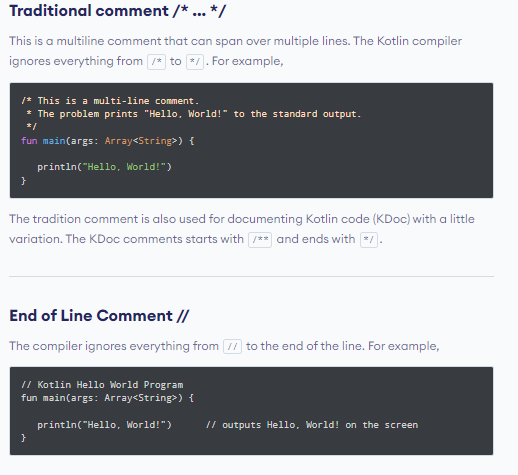 Traditional comment /* ... */
This is a multiline comment that can span over multiple lines. The Kotlin compiler
ignores everything from /* to */ . For example,
/* This is a multi-line comment.
 * The problem prints "Hello, World!" to the standard output.
 */
fun main(args: Array<String>) {
   println("Hello, World!")
}
The tradition comment is also used for documenting Kotlin code (KDoc) with a little
variation. The KDoc comments starts with /** and ends with */ .
End of Line Comment //
The compiler ignores everything from // to the end of the line. For example,
// Kotlin Hello World Program
fun main(args: Array<String>) {
   println("Hello, World!")      // outputs Hello, World! on the screen
}